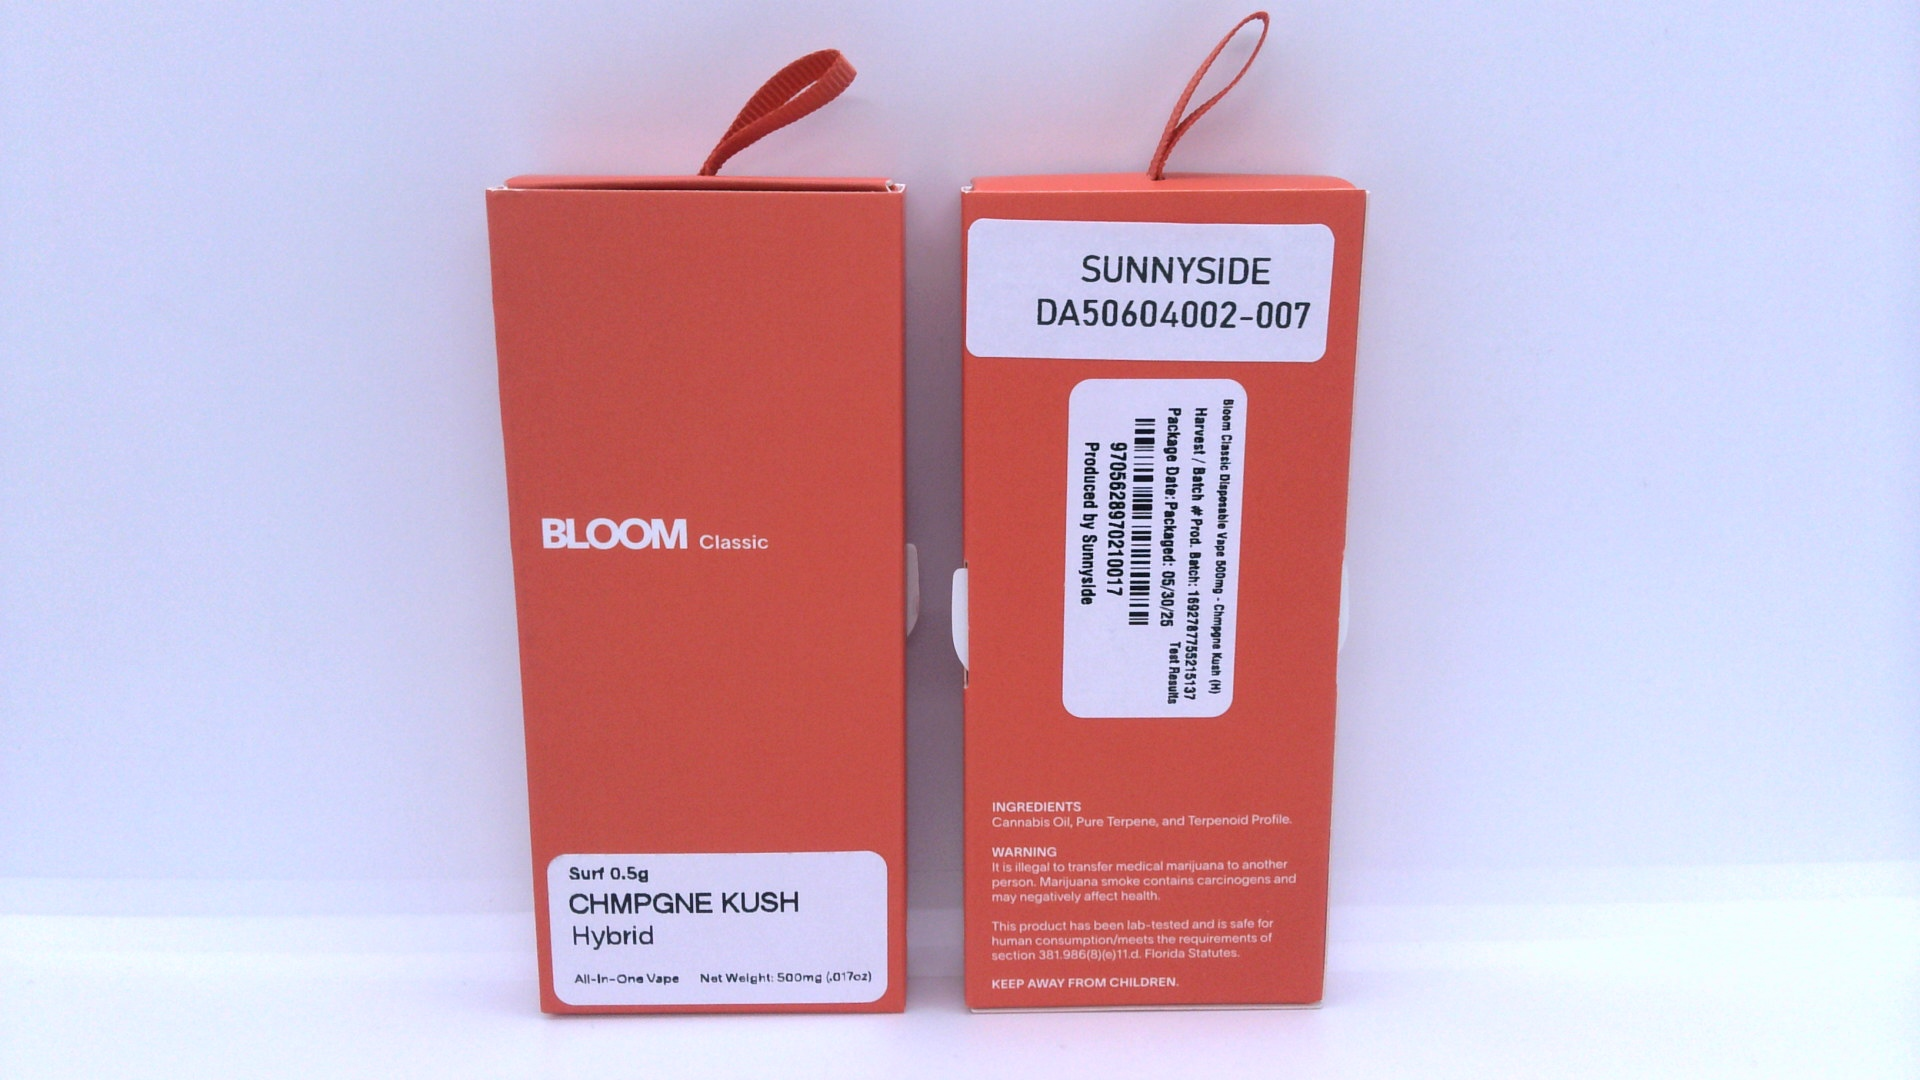 BLOOM Classic
Surf 0.5g
CHMPGNE KUSH
Hybrid
All-In-One Vape Net Weight: 500mg (.017oz)
SUNNYSIDE
DA50604002-007
Bloom Classic Disposable Vape 500mg - Chmpgne Kush (H)
Harvest / Batch # Prod. Batch: 1692787755215137
Package Date: Packaged: 05/30/25 Test Results
9705628970210017
Produced by Sunnyside
INGREDIENTS
Cannabis Oil, Pure Terpene, and Terpenoid Profile.
WARNING
It is illegal to transfer medical marijuana to another
person. Marijuana smoke contains carcinogens and
may negatively affect health.
This product has been lab-tested and is safe for
human consumption/meets the requirements of
section 381.986(8)(e)11.d. Florida Statutes.
KEEP AWAY FROM CHILDREN.